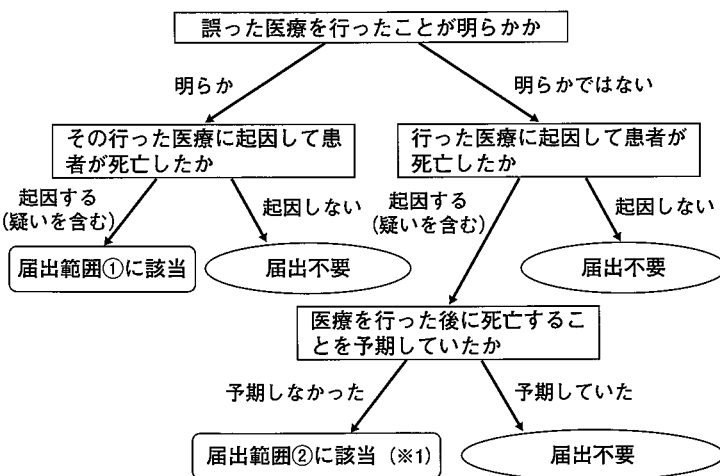 誤った医療を行ったことが明らかか
明らか
明らかではない
その行った医療に起因して患
者が死亡したか
行った医療に起因して患者が
死亡したか
起因する
(疑いを含む)
起因しない
起因する
(疑いを含む)
起因しない
届出範囲①に該当
届出不要
届出不要
医療を行った後に死亡するこ
とを予期していたか
予期しなかった
予期していた
届出範囲②に該当(※1)
届出不要